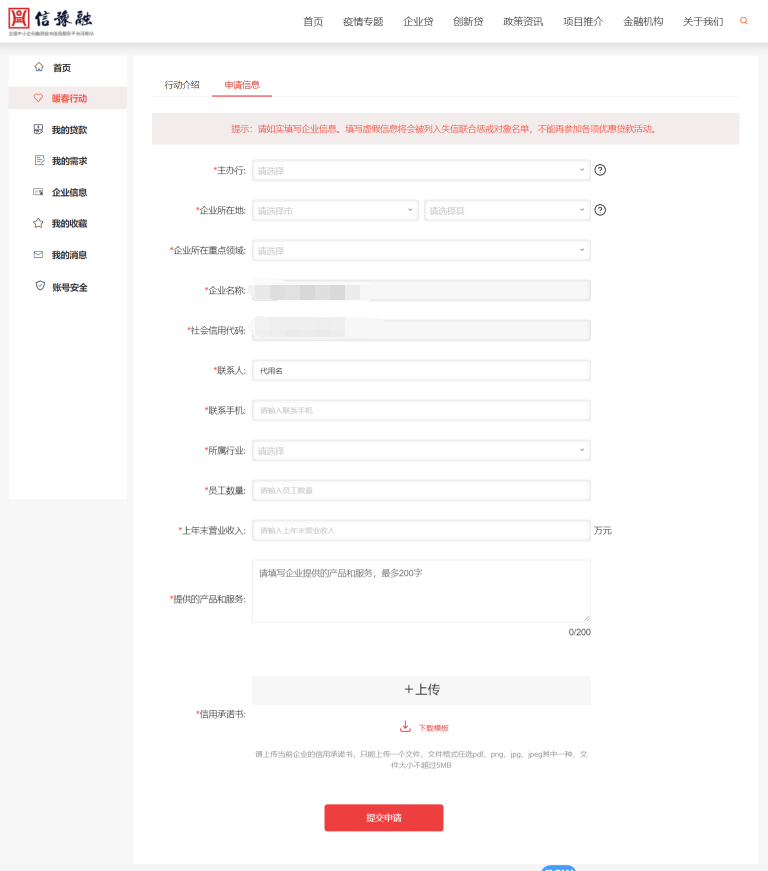 信豫融
首页 疫情专题 企业贷 创新贷 政策资讯 项目推介 金融机构 关于我们
首页
暖春行动
我的贷款
我的需求
企业信息
我的收藏
我的消息
账号安全
行动介绍 申请信息
提示：请如实填写企业信息。填写虚假信息将会被列入失信联合惩戒对象名单，不能再参加各项优惠贷款活动。
*主办行: 请选择
*企业所在地: 请选择市 请选择县
*企业所在重点领域: 请选择
*企业名称:
*社会信用代码:
*联系人: 代用名
*联系手机: 请输入联系手机
*所属行业: 请选择
*员工数量: 请输入员工数量
*上年末营业收入: 请输入上年末营业收入 万元
*提供的产品和服务: 请填写企业提供的产品和服务，最多200字
0/200
*信用承诺书: +上传
下载模板
请上传当前企业的信用承诺书，只能上传一个文件，文件格式任选pdf、png、jpg、jpeg其中一种，文
件大小不超过5MB
提交申请